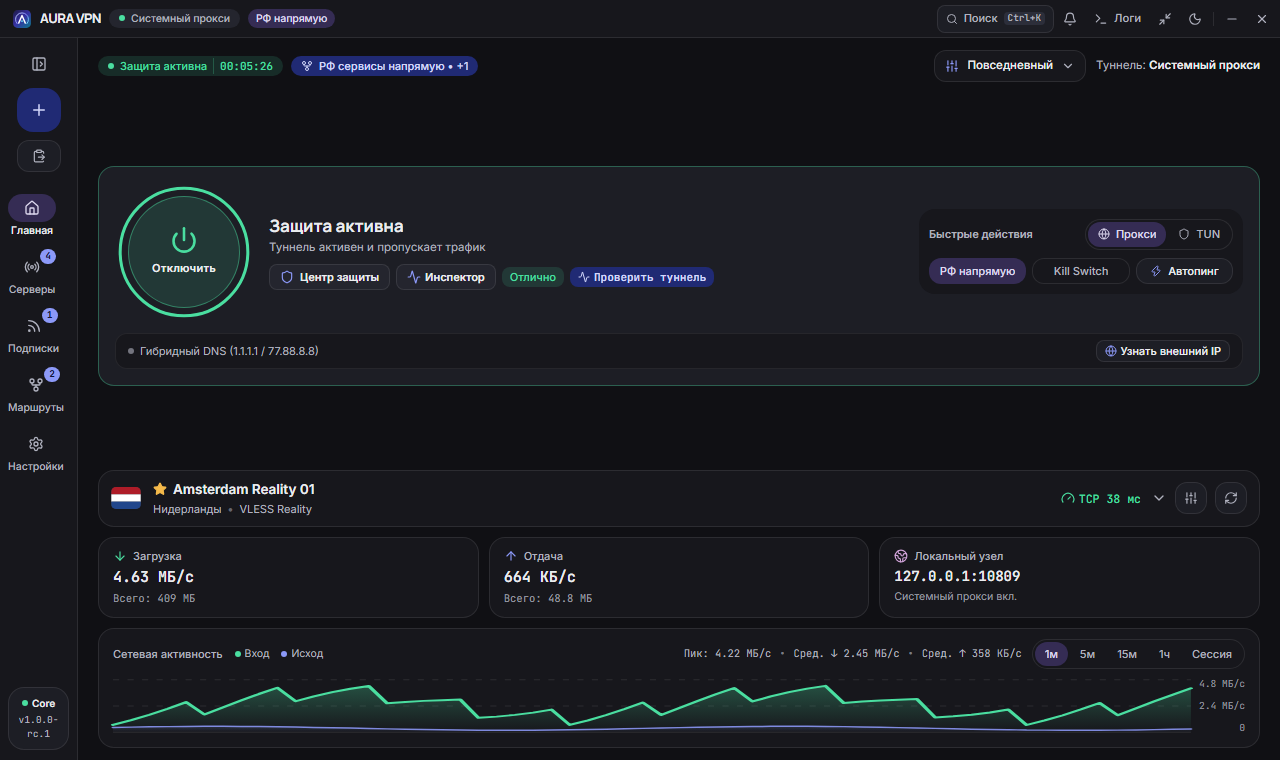 AURA VPN
Системный прокси
РФ напрямую
Поиск
Ctrl+K
Логи
Защита активна
00:05:26
РФ сервисы напрямую • +1
Повседневный
Туннель: Системный прокси
Главная
4
Серверы
1
Подписки
2
Маршруты
Настройки
Core
v1.0.0-
rc.1
Отключить
Защита активна
Туннель активен и пропускает трафик
Центр защиты
Инспектор
Отлично
Проверить туннель
Быстрые действия
Прокси
TUN
РФ напрямую
Kill Switch
Автопинг
Гибридный DNS (1.1.1.1 / 77.88.8.8)
Узнать внешний IP
Amsterdam Reality 01
Нидерланды • VLESS Reality
TCP 38 мс
Загрузка
4.63 МБ/с
Всего: 409 МБ
Отдача
664 КБ/с
Всего: 48.8 МБ
Локальный узел
127.0.0.1:10809
Системный прокси вкл.
Сетевая активность
Вход
Исход
Пик: 4.22 МБ/с • Сред. ↓ 2.45 МБ/с • Сред. ↑ 358 КБ/с
1м
5м
15м
1ч
Сессия
4.8 МБ/с
2.4 МБ/с
0